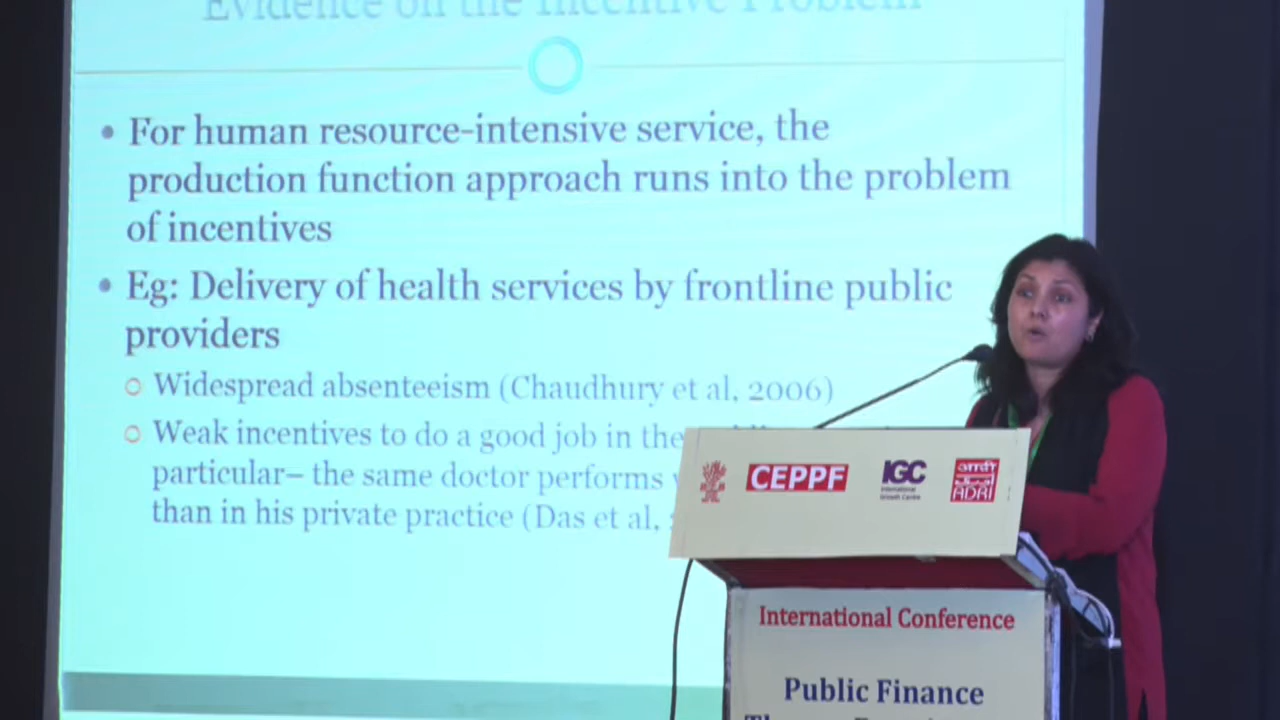 Evidence on the Incentive Problem
• For human resource-intensive service, the
production function approach runs into the problem
of incentives
• Eg: Delivery of health services by frontline public
providers
○ Widespread absenteeism (Chaudhury et al, 2006)
○ Weak incentives to do a good job in the
particular– the same doctor performs
than in his private practice (Das et al,
CEPPF
IGC
International
Growth Centre
आद्री
ADRI
International Conference
Public Finance